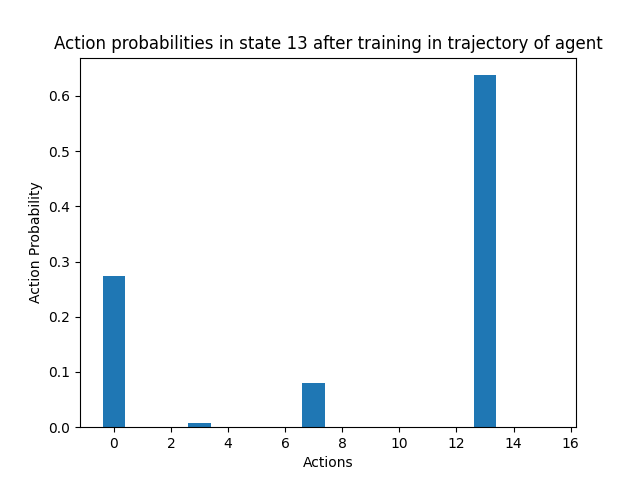 Action probabilities in state 13 after training in trajectory of agent
0.6
0.5
0.4
0.3
0.2
0.1
0.0
Action Probability
0 2 4 6 8 10 12 14 16
Actions